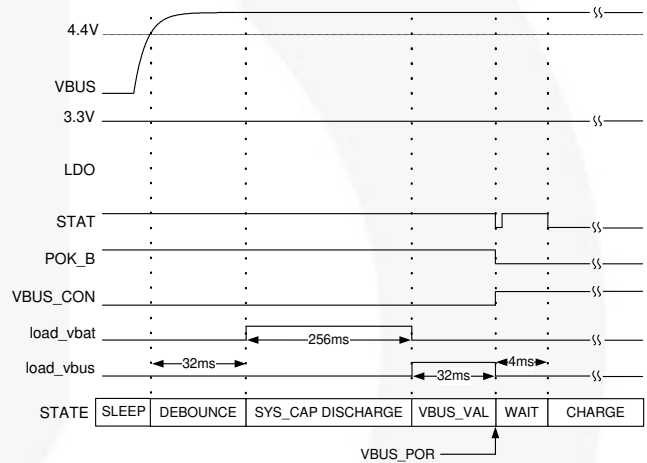 4.4V
VBUS
3.3V
LDO
STAT
POK_B
VBUS_CON
load_vbat
256ms
load_vbus
32ms
32ms
4ms
STATE SLEEP DEBOUNCE SYS_CAP DISCHARGE VBUS_VAL WAIT CHARGE
VBUS_POR